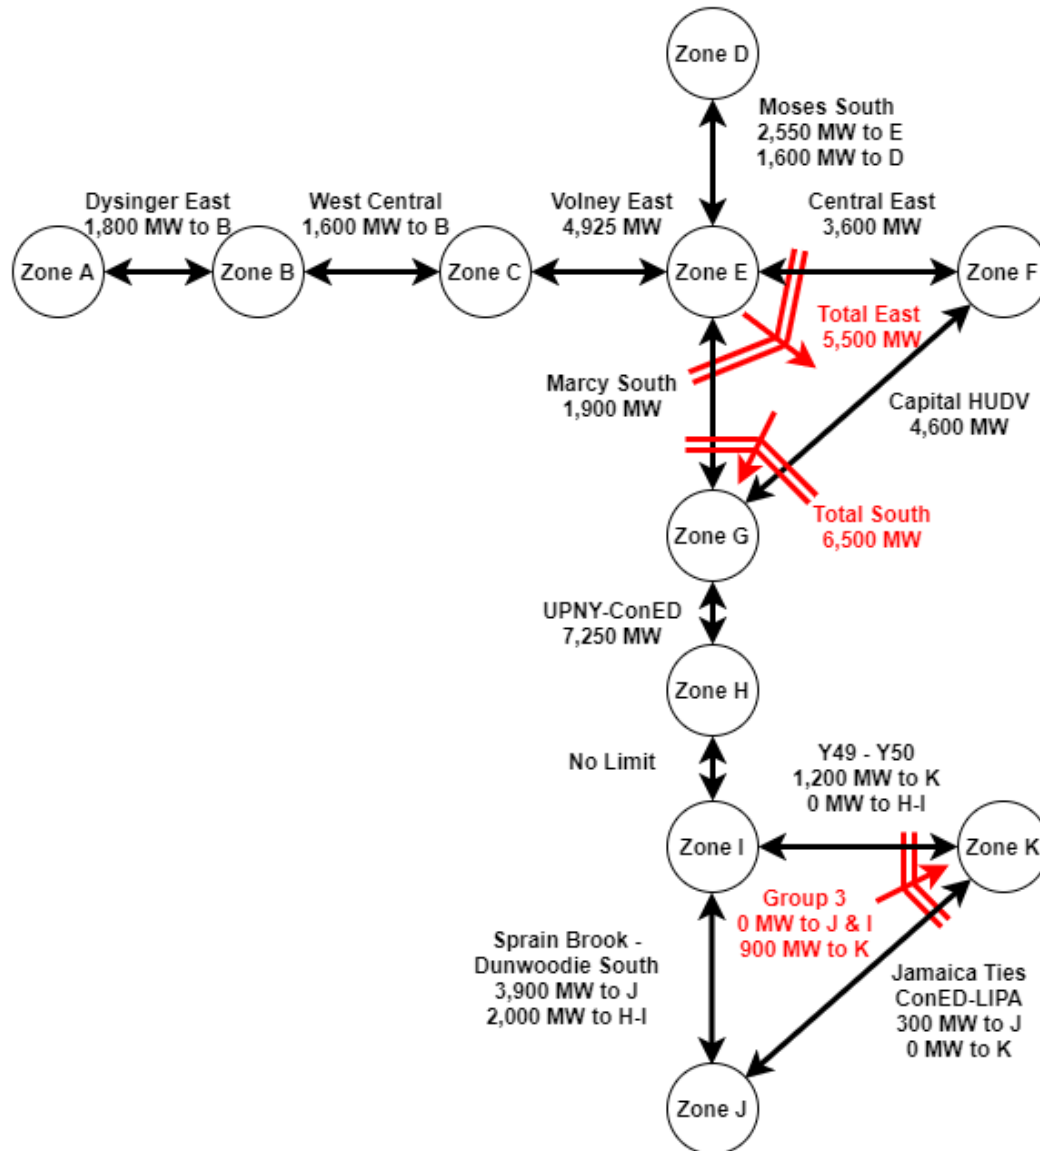 Zone D
Moses South
2,550 MW to E
1,600 MW to D
Dysinger East
1,800 MW to B
West Central
1,600 MW to B
Volney East
4,925 MW
Central East
3,600 MW
Zone A
Zone B
Zone C
Zone E
Zone F
Total East
5,500 MW
Marcy South
1,900 MW
Capital HUDV
4,600 MW
Total South
6,500 MW
Zone G
UPNY-ConED
7,250 MW
Zone H
No Limit
Y49 - Y50
1,200 MW to K
0 MW to H-I
Zone I
Zone K
Group 3
0 MW to J & I
900 MW to K
Sprain Brook -
Dunwoodie South
3,900 MW to J
2,000 MW to H-I
Jamaica Ties
ConED-LIPA
300 MW to J
0 MW to K
Zone J